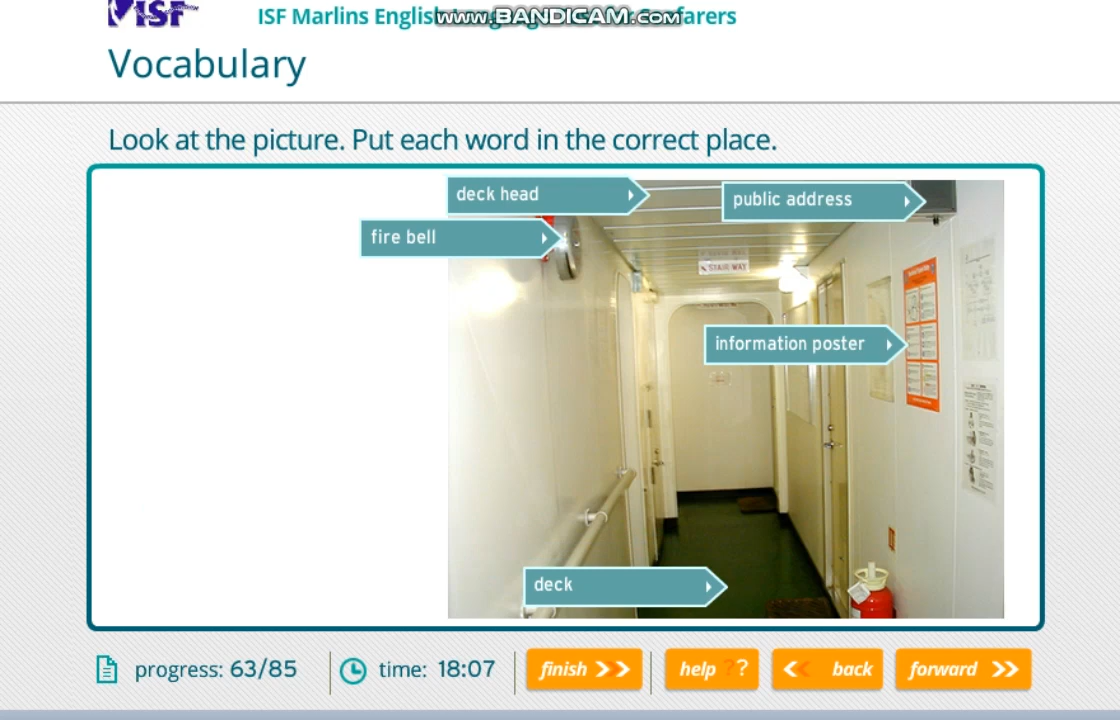 ISF
ISF Marlins English
www.BANDICAM.com
farers
Vocabulary
Look at the picture. Put each word in the correct place.
deck head
public address
fire bell
STAIR WAY
information poster
deck
progress: 63/85
time: 18:07
finish
help ??
back
forward